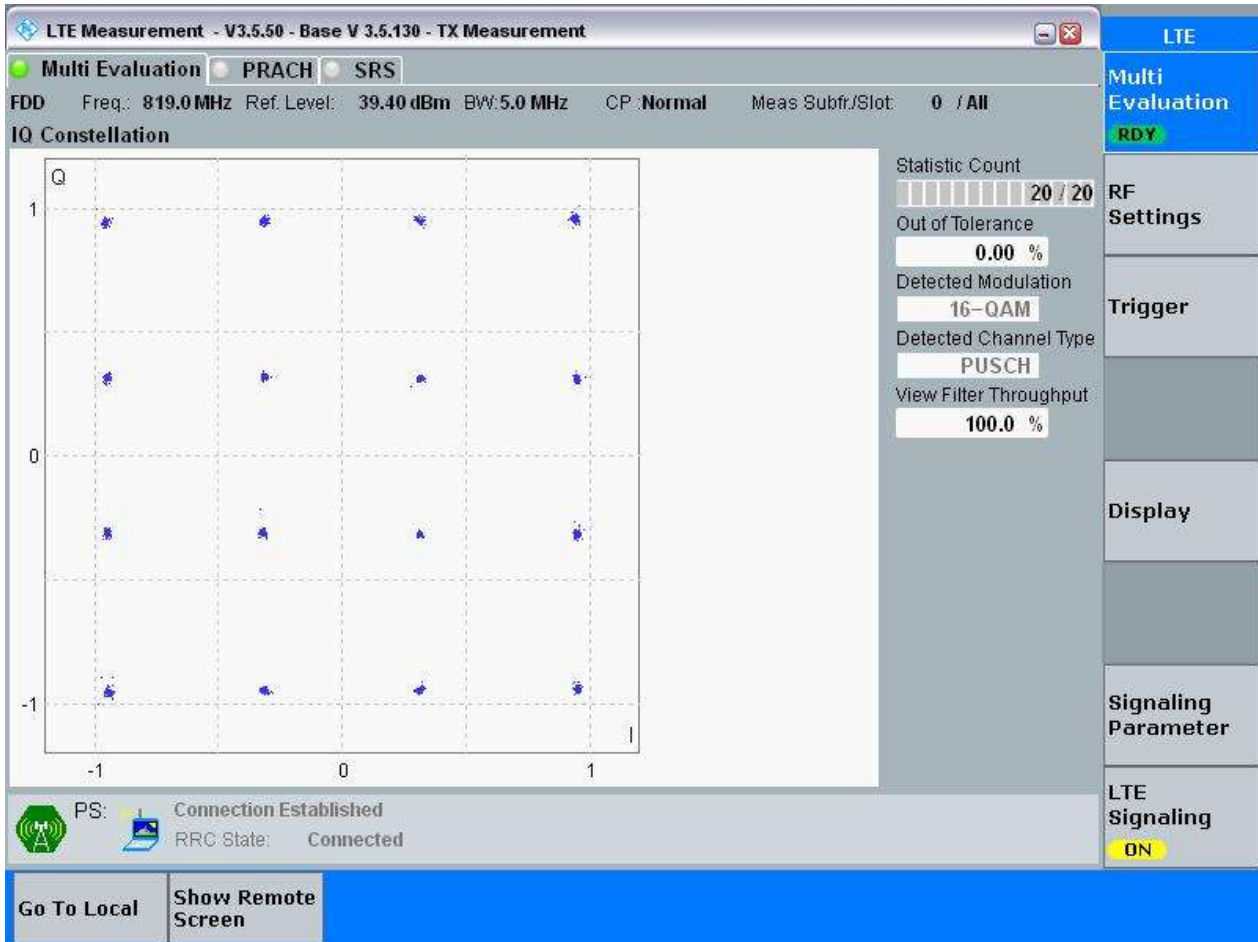 LTE Measurement - V3.5.50 - Base V 3.5.130 - TX Measurement
LTE
Multi Evaluation PRACH SRS
Multi
Evaluation
RDY
FDD Freq.: 819.0 MHz Ref. Level: 39.40 dBm BW: 5.0 MHz CP :Normal Meas Subfr./Slot: 0 / All
IQ Constellation
Q
1
0
-1
I
-1 0 1
Statistic Count
20 / 20
Out of Tolerance
0.00 %
Detected Modulation
16-QAM
Detected Channel Type
PUSCH
View Filter Throughput
100.0 %
RF
Settings
Trigger
Display
Signaling
Parameter
LTE
Signaling
ON
PS: Connection Established
RRC State: Connected
Go To Local
Show Remote
Screen